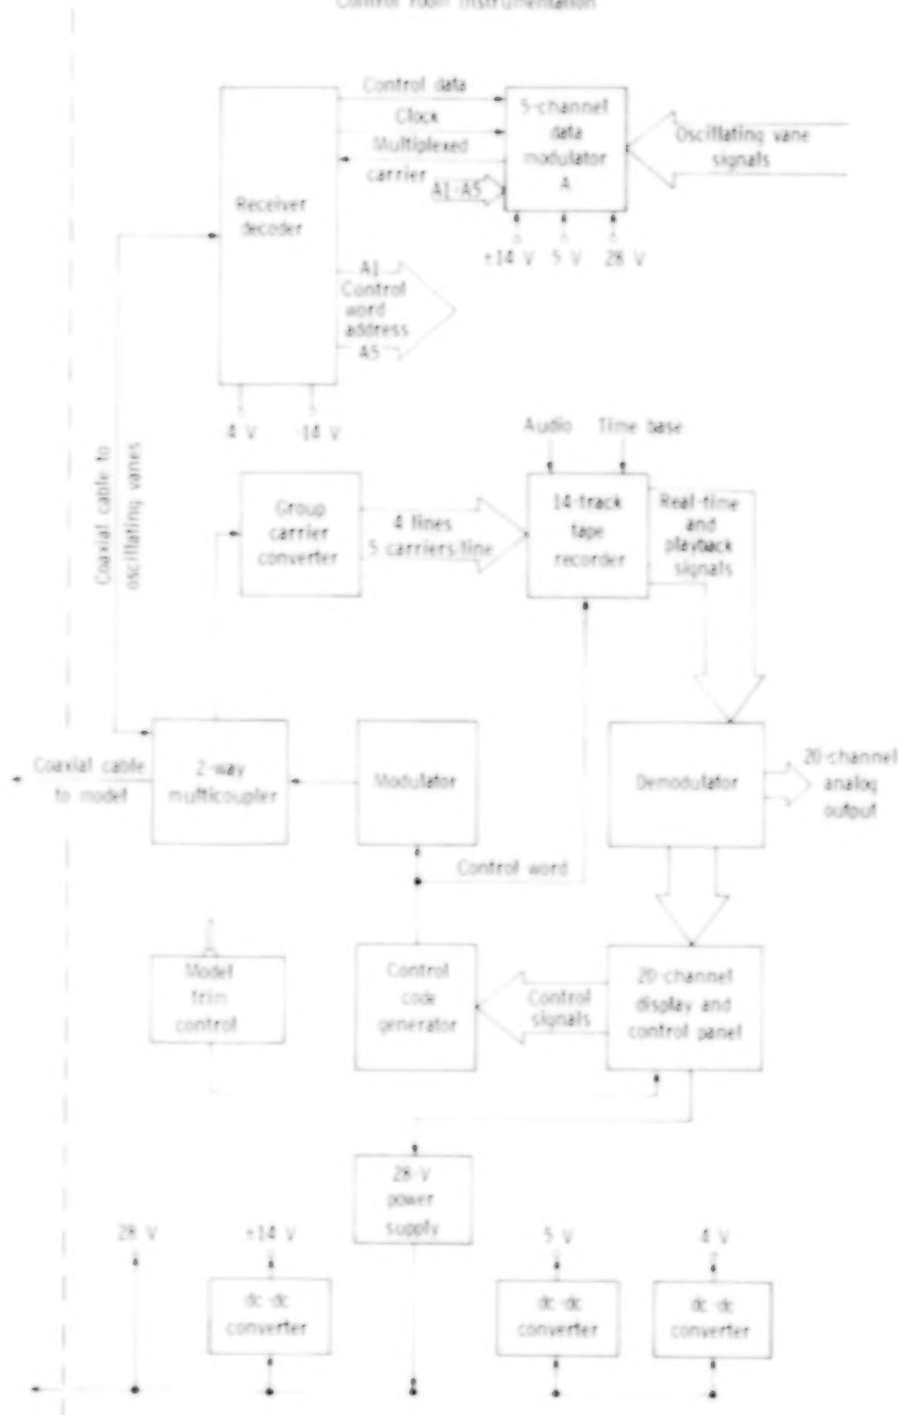 Control room instrumentation
Control data
Clock
Multiplexed
carrier
A1-A5
5-channel
data
modulator
A
Oscillating vane
signals
±14 V
5 V
28 V
Receiver
decoder
A1
Control
word
address
A5
4 V
14 V
Coaxial cable to
oscillating vanes
Group
carrier
converter
4 lines
5 carriers/line
Audio
Time base
14-track
tape
recorder
Real-time
and
playback
signals
Coaxial cable
to model
2-way
multicoupler
Modulator
Demodulator
20-channel
analog
output
Control word
Model
trim
control
Control
code
generator
Control
signals
20-channel
display and
control panel
28-V
power
supply
28 V
±14 V
5 V
4 V
dc-dc
converter
dc-dc
converter
dc-dc
converter